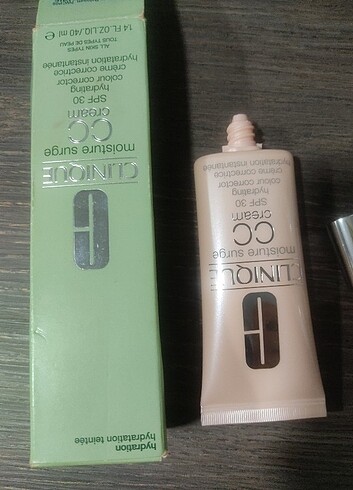 hydratation teintée
CLINIQUE
moisture surge
CC
cream
SPF 30
hydrating
colour corrector
crème correctrice
hydratation instantanée
ALL SKIN TYPES
TOUS TYPES DE PEAU
1.4 FL.OZ.LIQ./40 ml e
CLINIQUE
moisture surge
CC
cream
SPF 30
hydrating
colour corrector
crème correctrice
hydratation instantanée